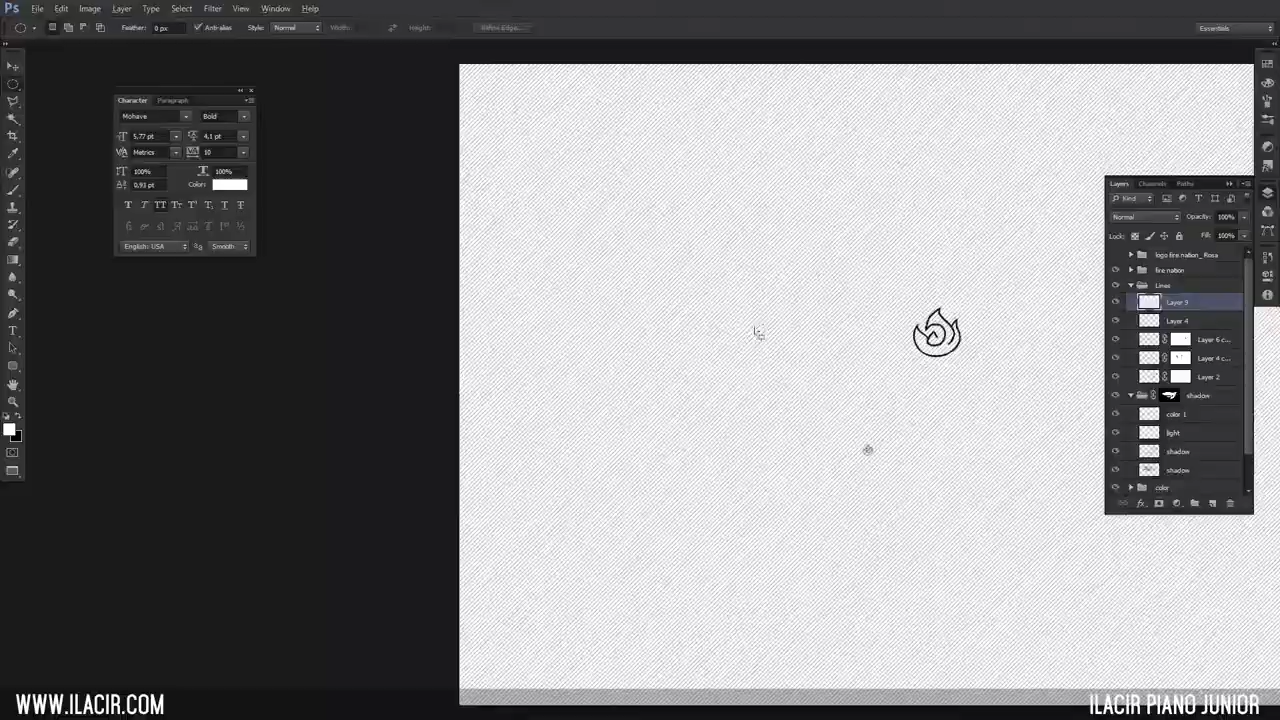 Ps File Edit Image Layer Type Select Filter View Window Help
Feather: 0 px Anti-alias Style: Normal Width: Height: Refine Edge... Essentials
Character Paragraph
Mohave Bold
5,77 pt 4,1 pt
Metrics 10
100% 100%
0,93 pt Color:
English: USA Smooth
Layers Channels Paths
Kind
Normal Opacity: 100%
Lock: Fill: 100%
logo fire nation_ Rosa
fire nation
Lines
Layer 4
Layer 6 c...
Layer 4 c...
Layer 2
shadow
color 1
light
shadow
shadow
color
WWW.ILACIR.COM
ILACIR PIANO JUNIOR